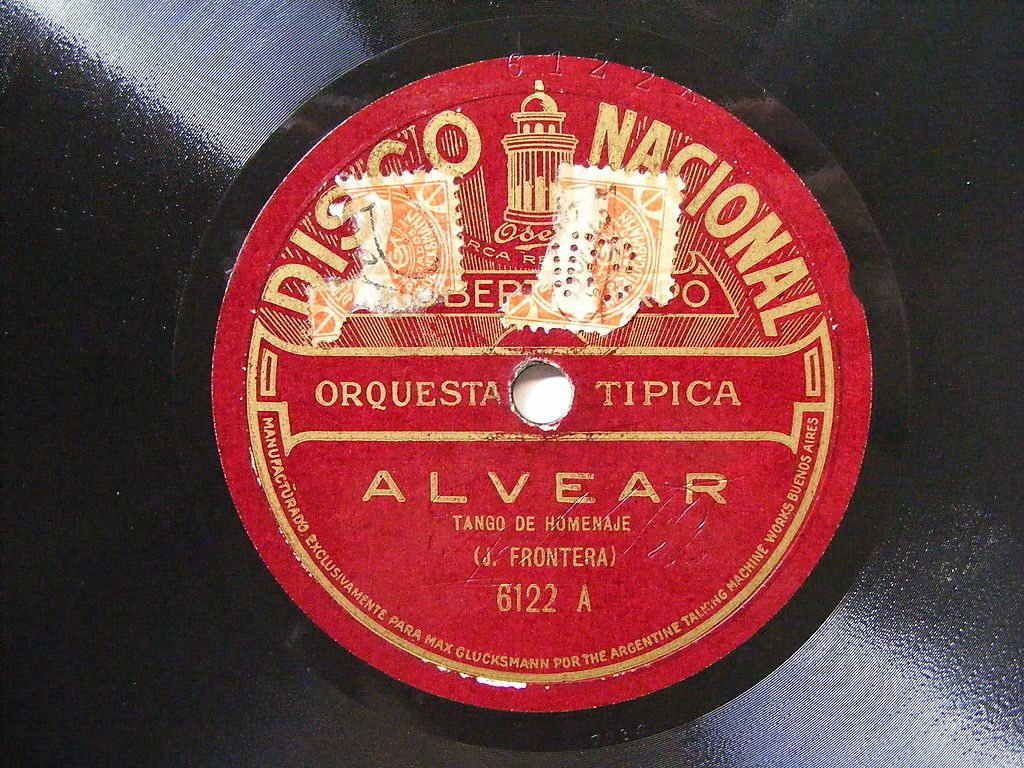 6122
DISCO NACIONAL
ORQUESTA TIPICA
ALVEAR
TANGO DE HOMENAJE
(J. FRONTERA)
6122 A
MANUFACTURADO EXCLUSIVAMENTE PARA MAX GLUCKSMANN POR THE ARGENTINE TALKING MACHINE WORKS BUENOS AIRES